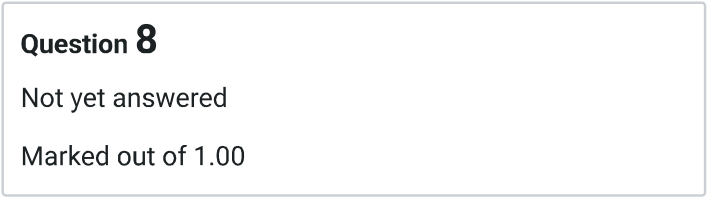 Question 8
Not yet answered
Marked out of 1.00